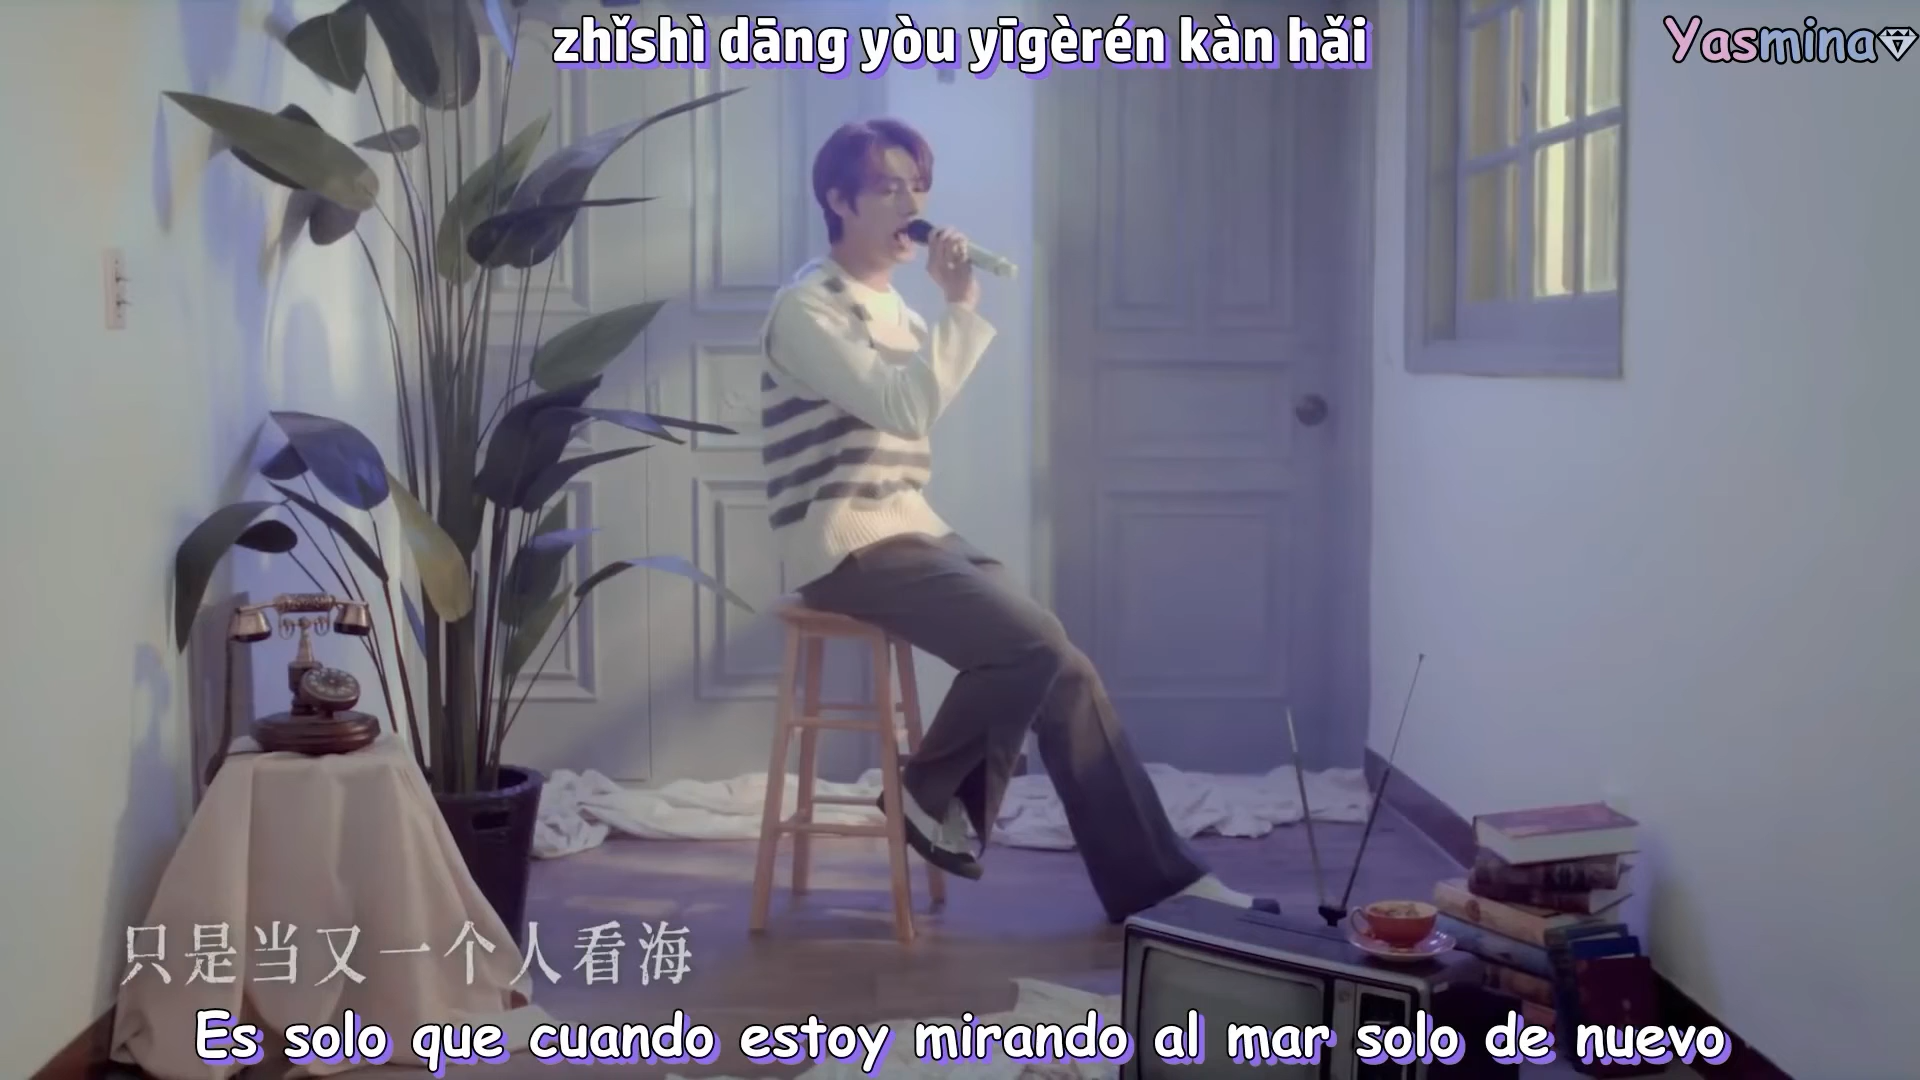 zhǐshì dāng yòu yīgèrén kàn hǎi
Yasmina
只是当又一个人看海
Es solo que cuando estoy mirando al mar solo de nuevo